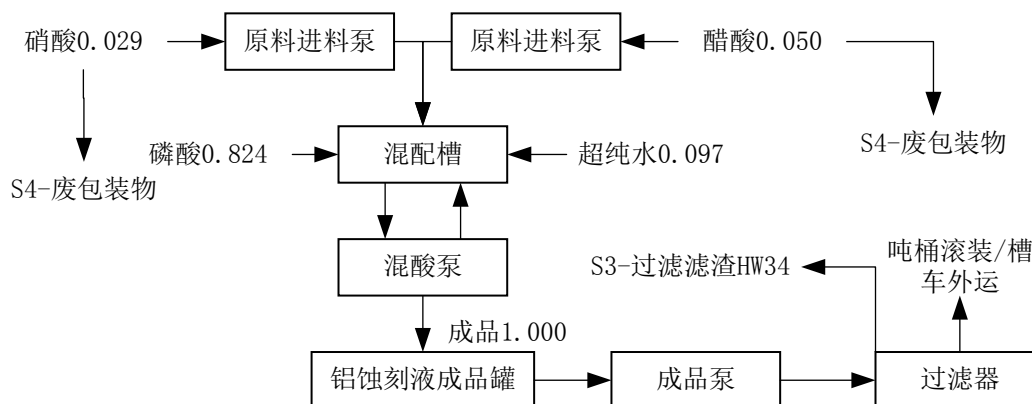 硝酸0.029
原料进料泵
原料进料泵
醋酸0.050
磷酸0.824
混配槽
超纯水0.097
S4-废包装物
S4-废包装物
混酸泵
S3-过滤滤渣HW34
吨桶滚装/槽
车外运
成品1.000
铝蚀刻液成品罐
成品泵
过滤器